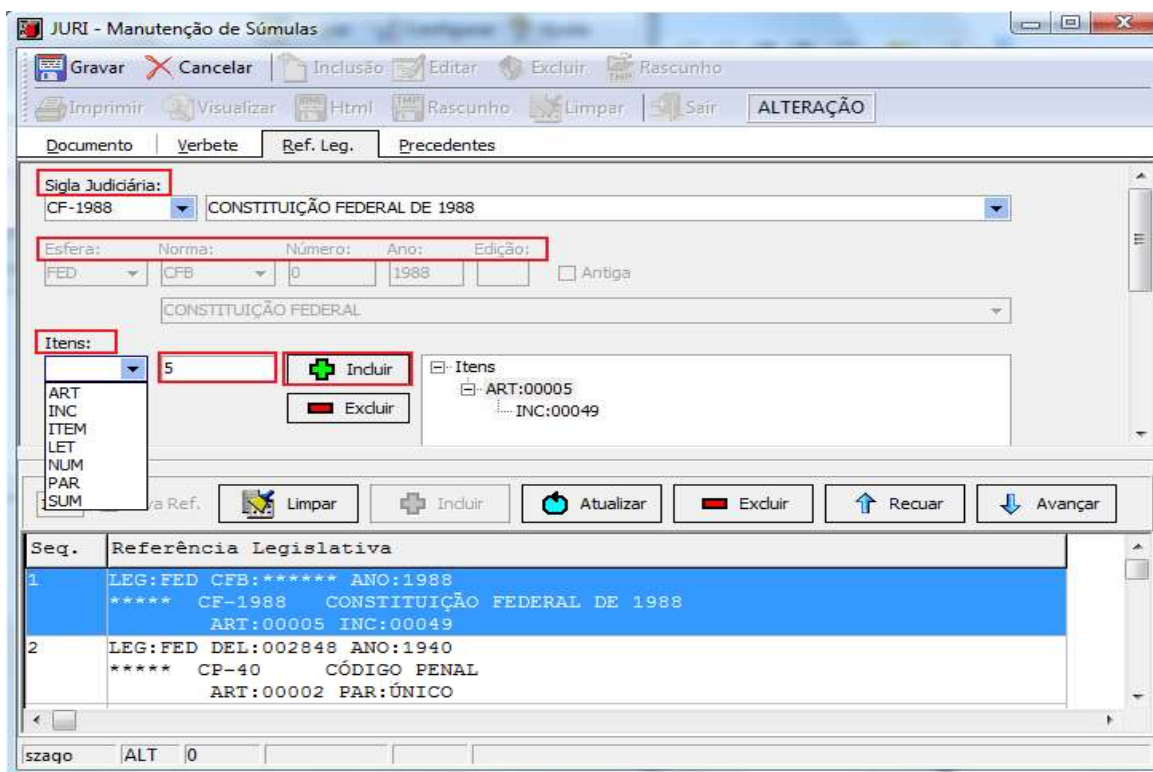 JURI - Manutenção de Súmulas
Gravar Cancelar Inclusão Editar Excluir Rascunho
Imprimir Visualizar Html Rascunho Limpar Sair ALTERAÇÃO
Documento Verbete Ref. Leg. Precedentes
Sigla Judiciária:
CF-1988 CONSTITUIÇÃO FEDERAL DE 1988
Esfera: Norma: Número: Ano: Edição:
FED CFB 0 1988 Antiga
CONSTITUIÇÃO FEDERAL
Itens:
5 Incluir Itens
ART ART:00005
INC Excluir INC:00049
ITEM
LET
NUM
PAR
SUM Ref. Limpar Incluir Atualizar Excluir Recuar Avançar
Seq. Referência Legislativa
1 LEG:FED CFB:****** ANO:1988
***** CF-1988 CONSTITUIÇÃO FEDERAL DE 1988
ART:00005 INC:00049
2 LEG:FED DEL:002848 ANO:1940
***** CP-40 CÓDIGO PENAL
ART:00002 PAR:ÚNICO
szago ALT 0